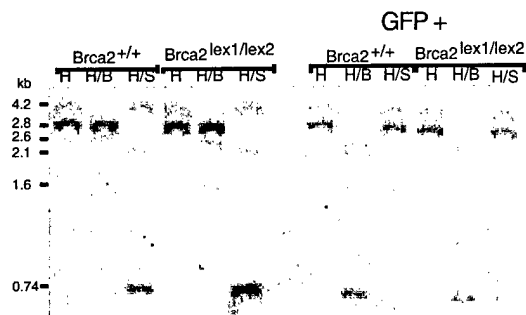 GFP +
Brca2+/+ Brca2lex1/lex2 Brca2+/+ Brca2lex1/lex2
H H/B H/S H H/B H/S H H/B H/S H H/B H/S
kb
4.2
2.8
2.6
2.1
1.6
0.74